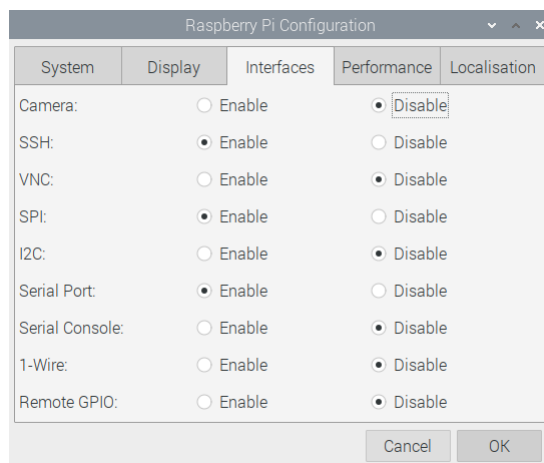 Raspberry Pi Configuration
System Display Interfaces Performance Localisation
Camera: Enable Disable
SSH: Enable Disable
VNC: Enable Disable
SPI: Enable Disable
I2C: Enable Disable
Serial Port: Enable Disable
Serial Console: Enable Disable
1-Wire: Enable Disable
Remote GPIO: Enable Disable
Cancel OK